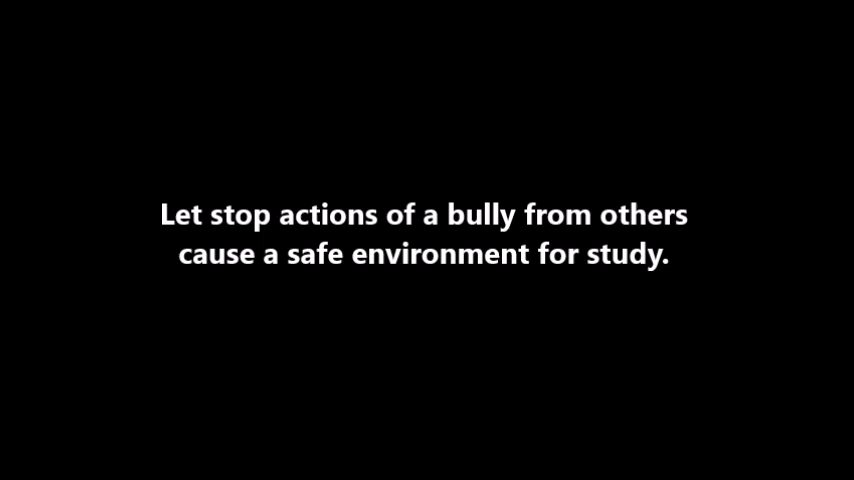 Let stop actions of a bully from others
cause a safe environment for study.